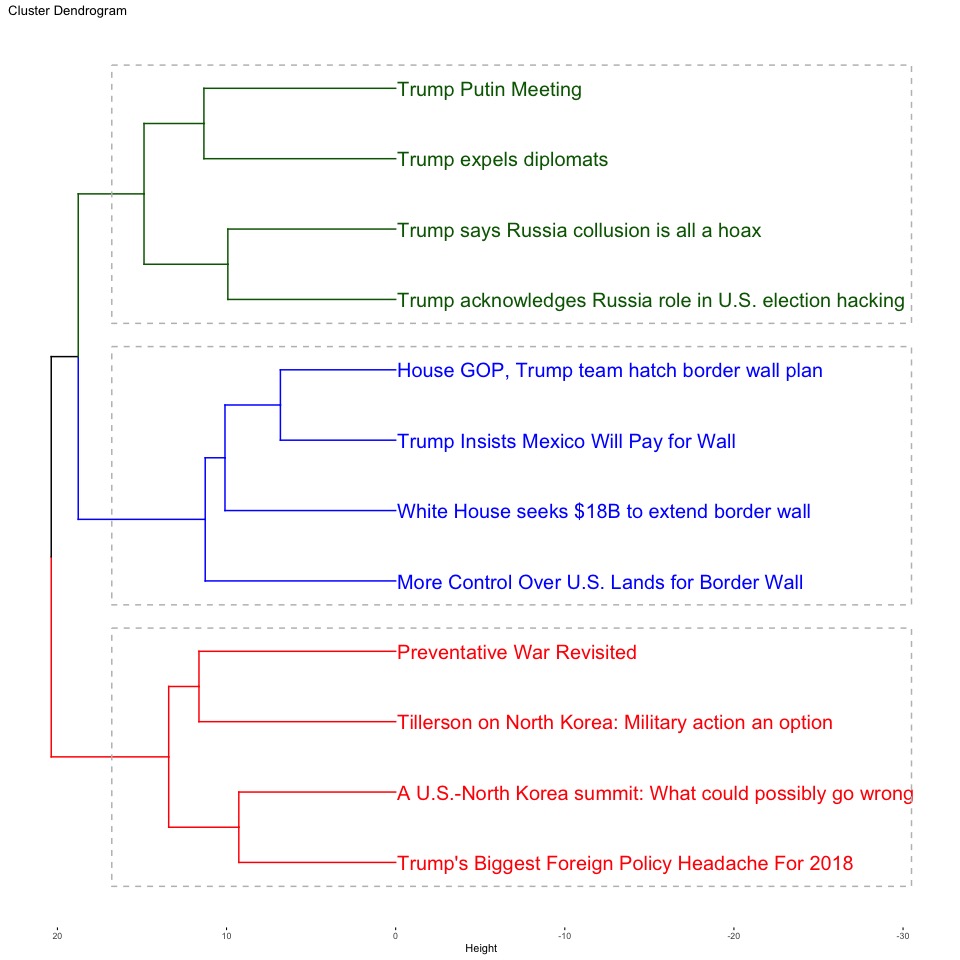 Cluster Dendrogram
Trump Putin Meeting
Trump expels diplomats
Trump says Russia collusion is all a hoax
Trump acknowledges Russia role in U.S. election hacking
House GOP, Trump team hatch border wall plan
Trump Insists Mexico Will Pay for Wall
White House seeks $18B to extend border wall
More Control Over U.S. Lands for Border Wall
Preventative War Revisited
Tillerson on North Korea: Military action an option
A U.S.-North Korea summit: What could possibly go wrong
Trump's Biggest Foreign Policy Headache For 2018
20 10 0 -10 -20 -30
Height